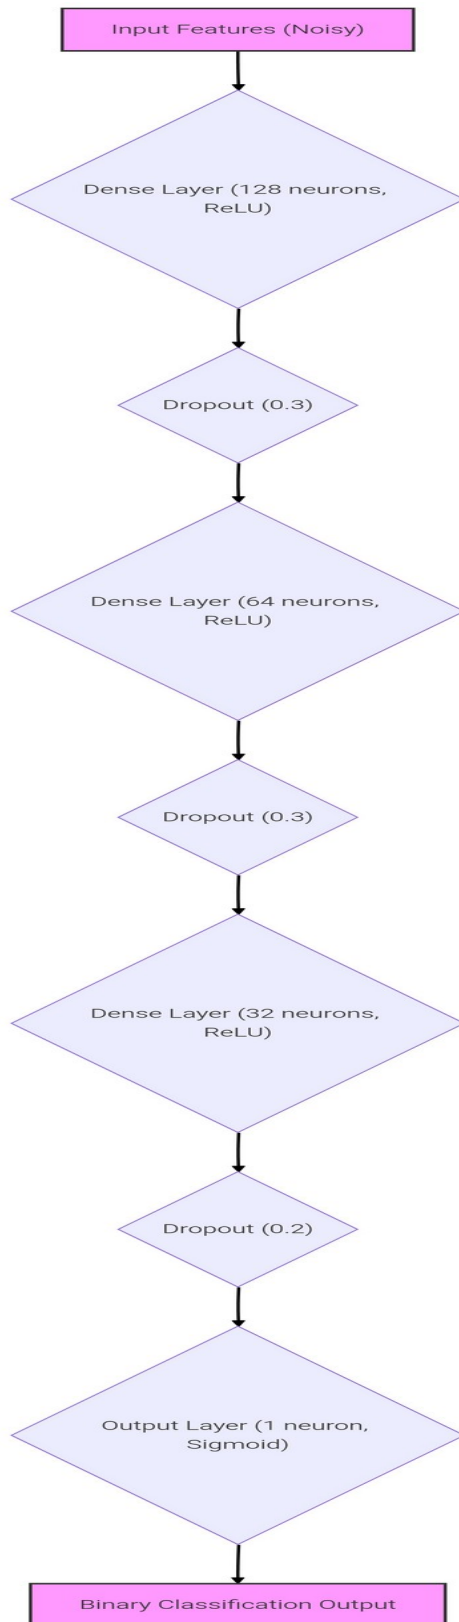 Input Features (Noisy)
Dense Layer (128 neurons,
ReLU)
Dropout (0.3)
Dense Layer (64 neurons,
ReLU)
Dropout (0.3)
Dense Layer (32 neurons,
ReLU)
Dropout (0.2)
Output Layer (1 neuron,
Sigmoid)
Binary Classification Output